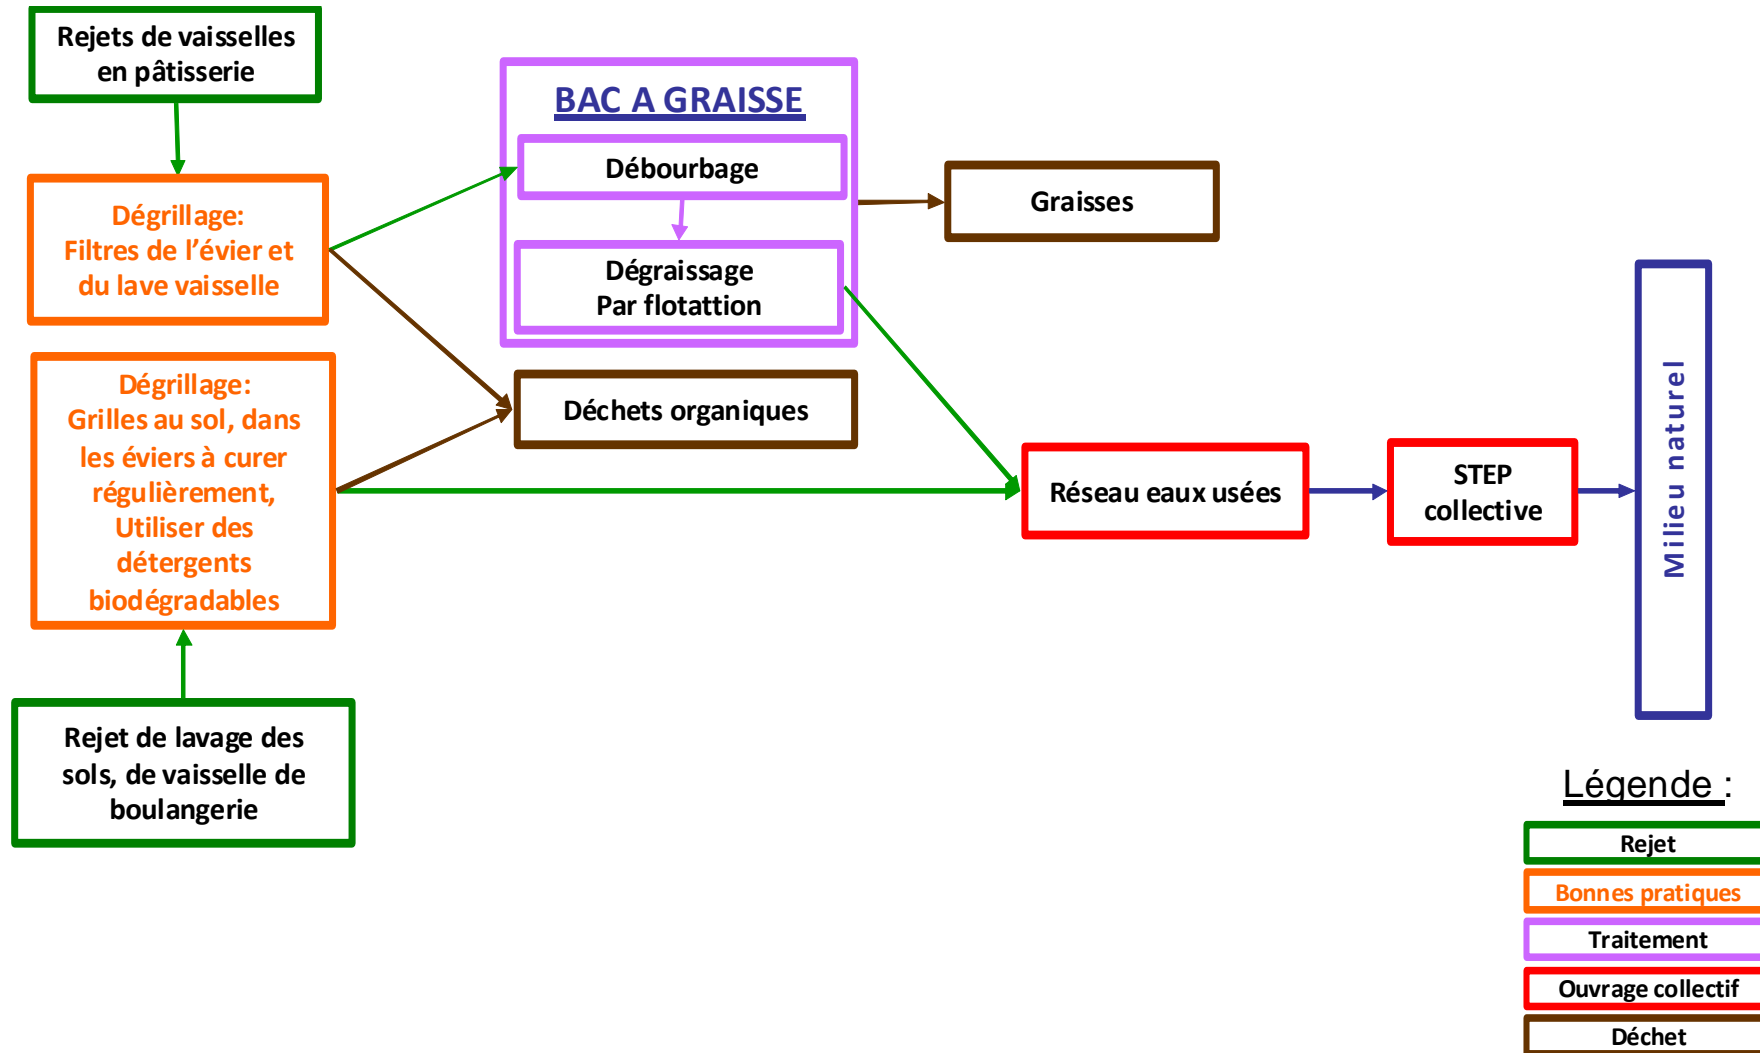 Rejets de vaisselles
en pâtisserie
BAC A GRAISSE
Débourbage
Dégraissage
Par flotattion
Graisses
Dégrillage:
Filtres de l’évier et
du lave vaisselle
Dégrillage:
Grilles au sol, dans
les éviers à curer
régulièrement,
Utiliser des
détergents
biodégradables
Déchets organiques
Réseau eaux usées
STEP
collective
Milieu naturel
Rejet de lavage des
sols, de vaisselle de
boulangerie
Légende :
Rejet
Bonnes pratiques
Traitement
Ouvrage collectif
Déchet